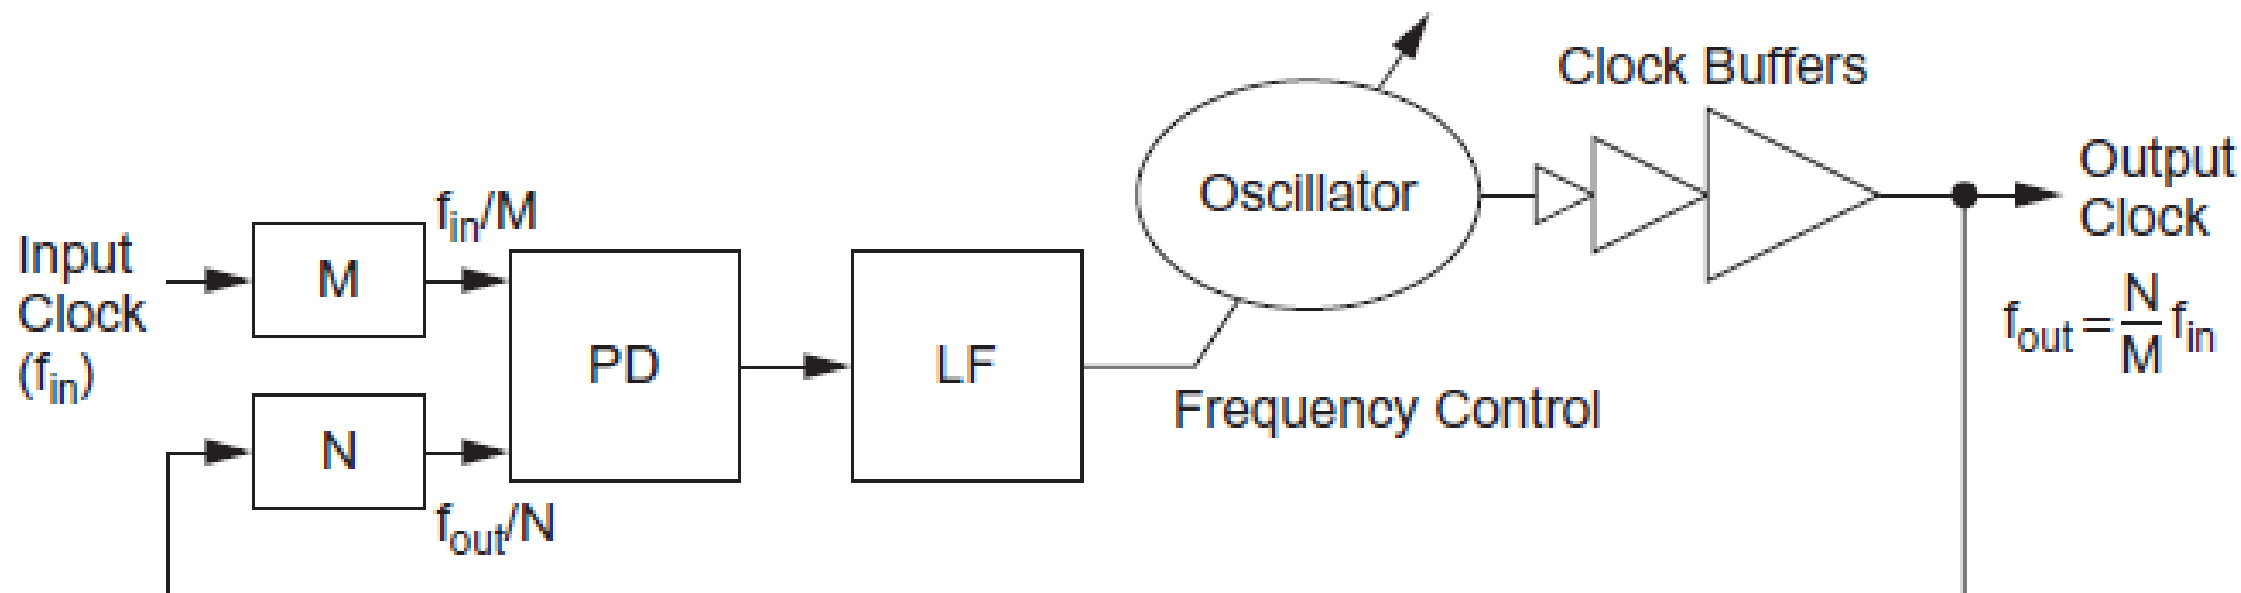 Clock Buffers
Oscillator
Output
Clock
f_out = N/M f_in
f_in/M
Input
Clock
(f_in)
M
PD
LF
Frequency Control
N
f_out/N